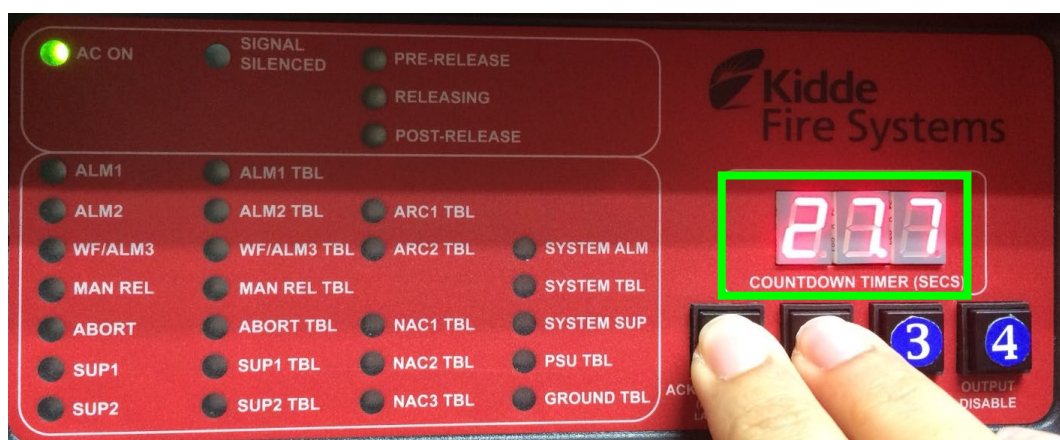 AC ON
SIGNAL
SILENCED
PRE-RELEASE
RELEASING
POST-RELEASE
Kidde
Fire Systems
ALM1
ALM1 TBL
ALM2
ALM2 TBL
ARC1 TBL
WF/ALM3
WF/ALM3 TBL
ARC2 TBL
SYSTEM ALM
MAN REL
MAN REL TBL
SYSTEM TBL
ABORT
ABORT TBL
NAC1 TBL
SYSTEM SUP
SUP1
SUP1 TBL
NAC2 TBL
PSU TBL
SUP2
SUP2 TBL
NAC3 TBL
GROUND TBL
27.7
COUNTDOWN TIMER (SECS)
3
4
OUTPUT
DISABLE